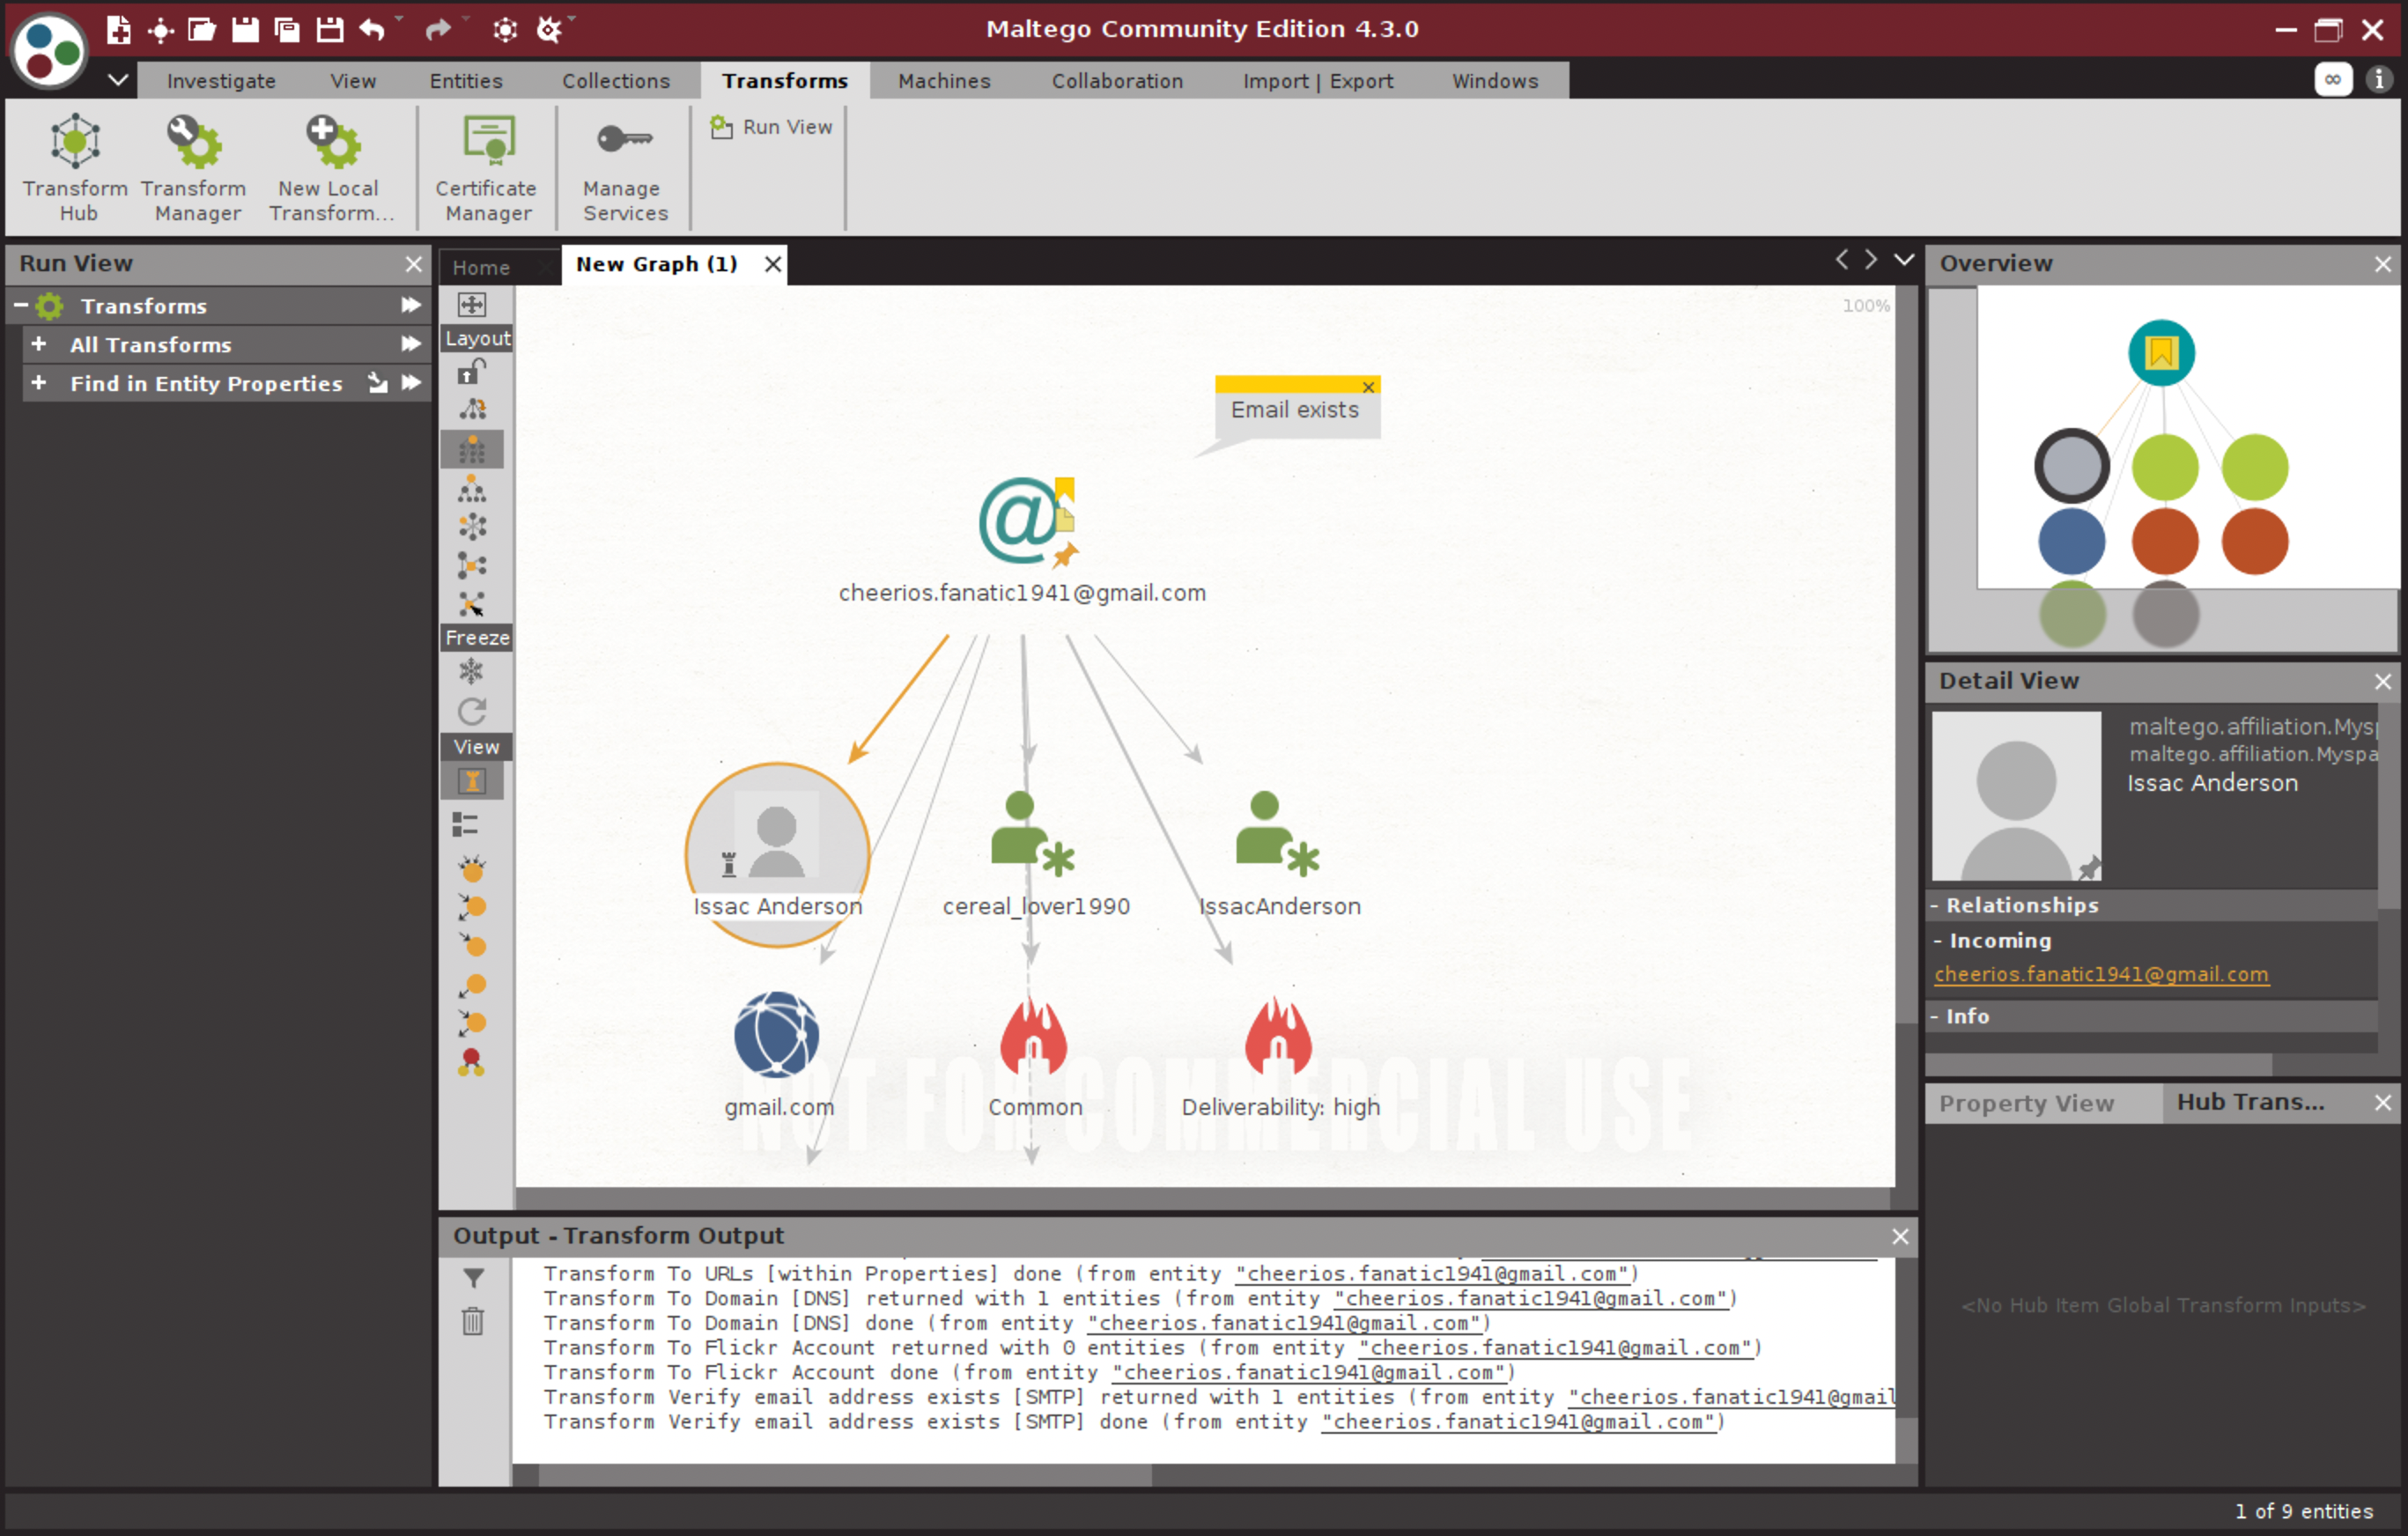 Maltego Community Edition 4.3.0
Investigate View Entities Collections Transforms Machines Collaboration Import | Export Windows
Transform Hub
Transform Manager
New Local Transform...
Certificate Manager
Manage Services
Run View
Run View
Transforms
All Transforms
Find in Entity Properties
Home New Graph (1)
Layout
Freeze
View
100%
Email exists
cheerios.fanatic1941@gmail.com
Issac Anderson
cereal_lover1990
IssacAnderson
gmail.com
Common
Deliverability: high
NOT FOR COMMERCIAL USE
Output - Transform Output
Transform To URLs [within Properties] done (from entity "cheerios.fanatic1941@gmail.com")
Transform To Domain [DNS] returned with 1 entities (from entity "cheerios.fanatic1941@gmail.com")
Transform To Domain [DNS] done (from entity "cheerios.fanatic1941@gmail.com")
Transform To Flickr Account returned with 0 entities (from entity "cheerios.fanatic1941@gmail.com")
Transform To Flickr Account done (from entity "cheerios.fanatic1941@gmail.com")
Transform Verify email address exists [SMTP] returned with 1 entities (from entity "cheerios.fanatic1941@gmail
Transform Verify email address exists [SMTP] done (from entity "cheerios.fanatic1941@gmail.com")
Overview
Detail View
maltego.affiliation.Mysp
maltego.affiliation.Myspa
Issac Anderson
- Relationships
- Incoming
cheerios.fanatic1941@gmail.com
- Info
Property View Hub Trans...
<No Hub Item Global Transform Inputs>
1 of 9 entities